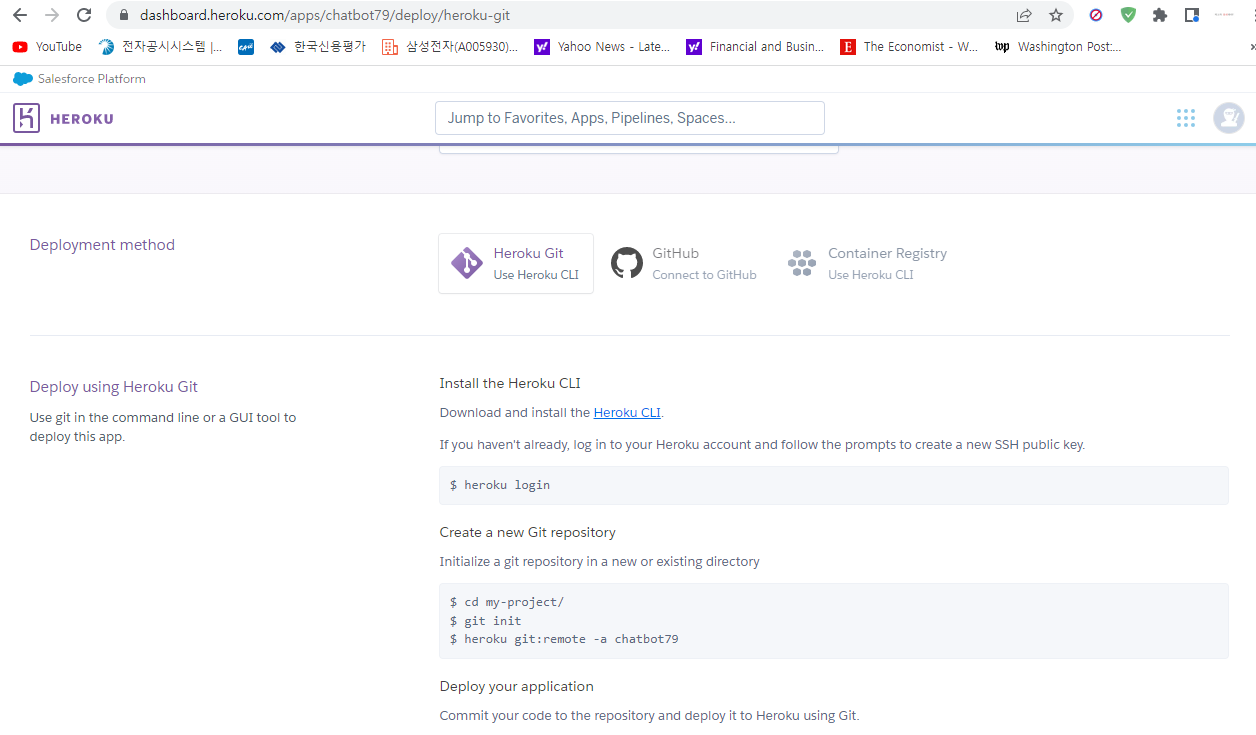 dashboard.heroku.com/apps/chatbot79/deploy/heroku-git
YouTube 전자공시시스템 |... 한국신용평가 삼성전자(A005930)... Yahoo News - Late... Financial and Busin... The Economist - W... Washington Post:...
Salesforce Platform
HEROKU Jump to Favorites, Apps, Pipelines, Spaces...
Deployment method
Heroku Git
Use Heroku CLI
GitHub
Connect to GitHub
Container Registry
Use Heroku CLI
Deploy using Heroku Git
Use git in the command line or a GUI tool to
deploy this app.
Install the Heroku CLI
Download and install the Heroku CLI.
If you haven't already, log in to your Heroku account and follow the prompts to create a new SSH public key.
$ heroku login
Create a new Git repository
Initialize a git repository in a new or existing directory
$ cd my-project/
$ git init
$ heroku git:remote -a chatbot79
Deploy your application
Commit your code to the repository and deploy it to Heroku using Git.